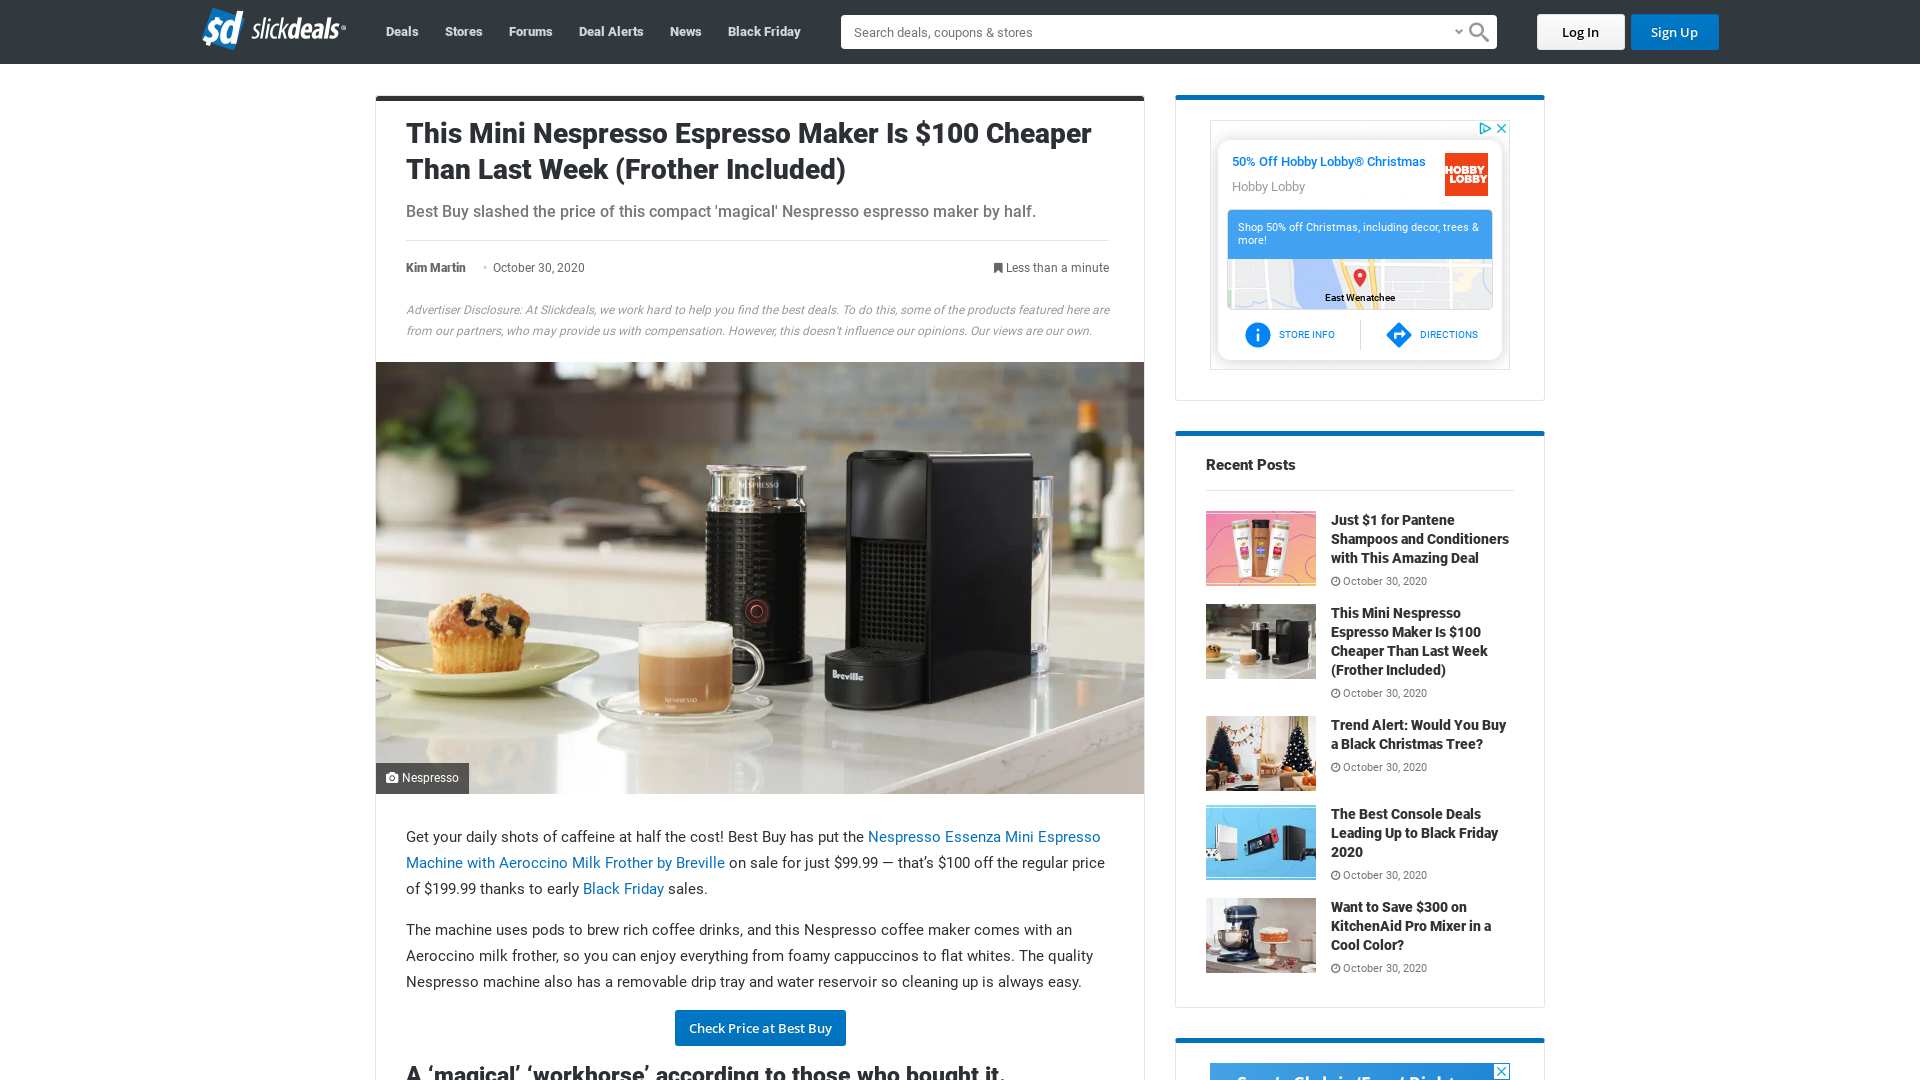 sd slickdeals
Deals
Stores
Forums
Deal Alerts
News
Black Friday
Search deals, coupons & stores
Log In
Sign Up
This Mini Nespresso Espresso Maker Is $100 Cheaper
Than Last Week (Frother Included)
Best Buy slashed the price of this compact 'magical' Nespresso espresso maker by half.
Kim Martin
October 30, 2020
Less than a minute
Advertiser Disclosure: At Slickdeals, we work hard to help you find the best deals. To do this, some of the products featured here are
from our partners, who may provide us with compensation. However, this doesn’t influence our opinions. Our views are our own.
NESPRESSO
Breville
NESPRESSO
Nespresso
Get your daily shots of caffeine at half the cost! Best Buy has put the Nespresso Essenza Mini Espresso
Machine with Aeroccino Milk Frother by Breville on sale for just $99.99 — that’s $100 off the regular price
of $199.99 thanks to early Black Friday sales.
The machine uses pods to brew rich coffee drinks, and this Nespresso coffee maker comes with an
Aeroccino milk frother, so you can enjoy everything from foamy cappuccinos to flat whites. The quality
Nespresso machine also has a removable drip tray and water reservoir so cleaning up is always easy.
Check Price at Best Buy
A ‘magical’ ‘workhorse’ according to those who bought it.
50% Off Hobby Lobby® Christmas
Hobby Lobby
HOBBY
LOBBY
Shop 50% off Christmas, including decor, trees &
more!
East Wenatchee
STORE INFO
DIRECTIONS
Recent Posts
Just $1 for Pantene
Shampoos and Conditioners
with This Amazing Deal
October 30, 2020
This Mini Nespresso
Espresso Maker Is $100
Cheaper Than Last Week
(Frother Included)
October 30, 2020
Trend Alert: Would You Buy
a Black Christmas Tree?
October 30, 2020
The Best Console Deals
Leading Up to Black Friday
2020
October 30, 2020
Want to Save $300 on
KitchenAid Pro Mixer in a
Cool Color?
October 30, 2020